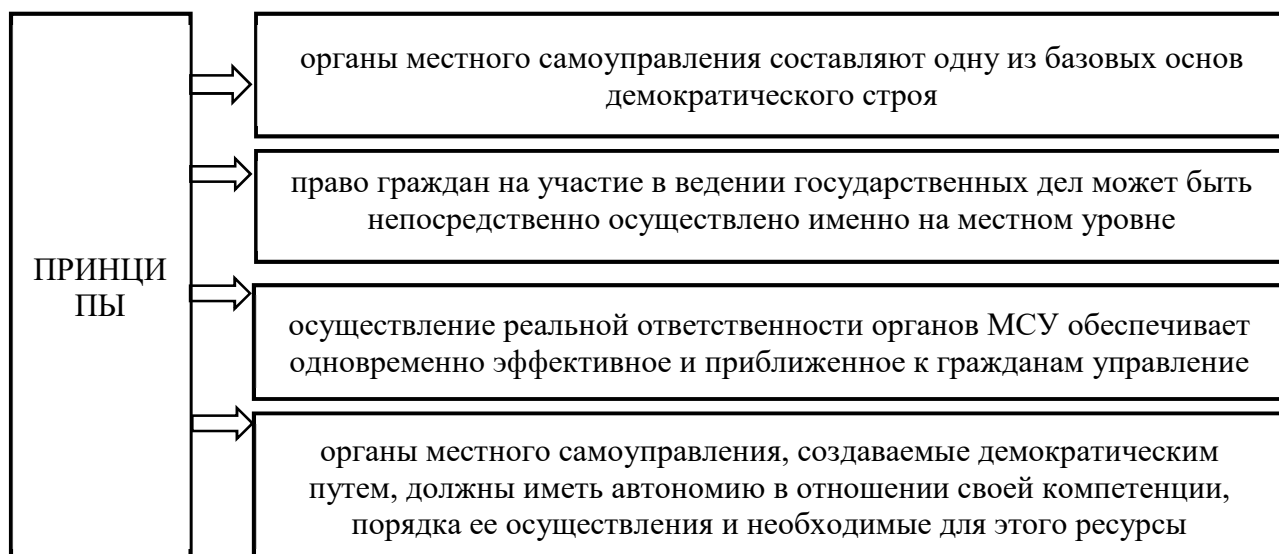 ПРИНЦИ
ПЫ
органы местного самоуправления составляют одну из базовых основ
демократического строя
право граждан на участие в ведении государственных дел может быть
непосредственно осуществлено именно на местном уровне
осуществление реальной ответственности органов МСУ обеспечивает
одновременно эффективное и приближенное к гражданам управление
органы местного самоуправления, создаваемые демократическим
путем, должны иметь автономию в отношении своей компетенции,
порядка ее осуществления и необходимые для этого ресурсы